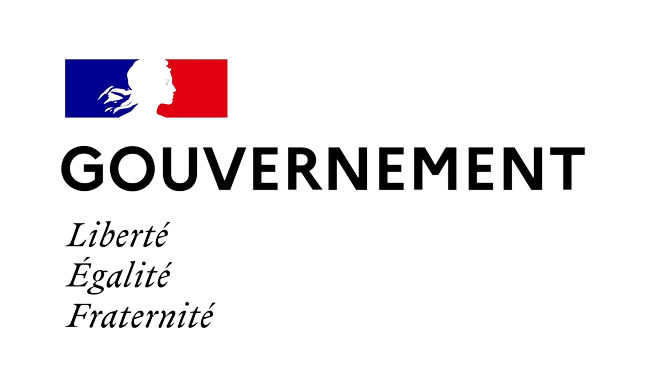 GOUVERNEMENT
Liberté
Égalité
Fraternité